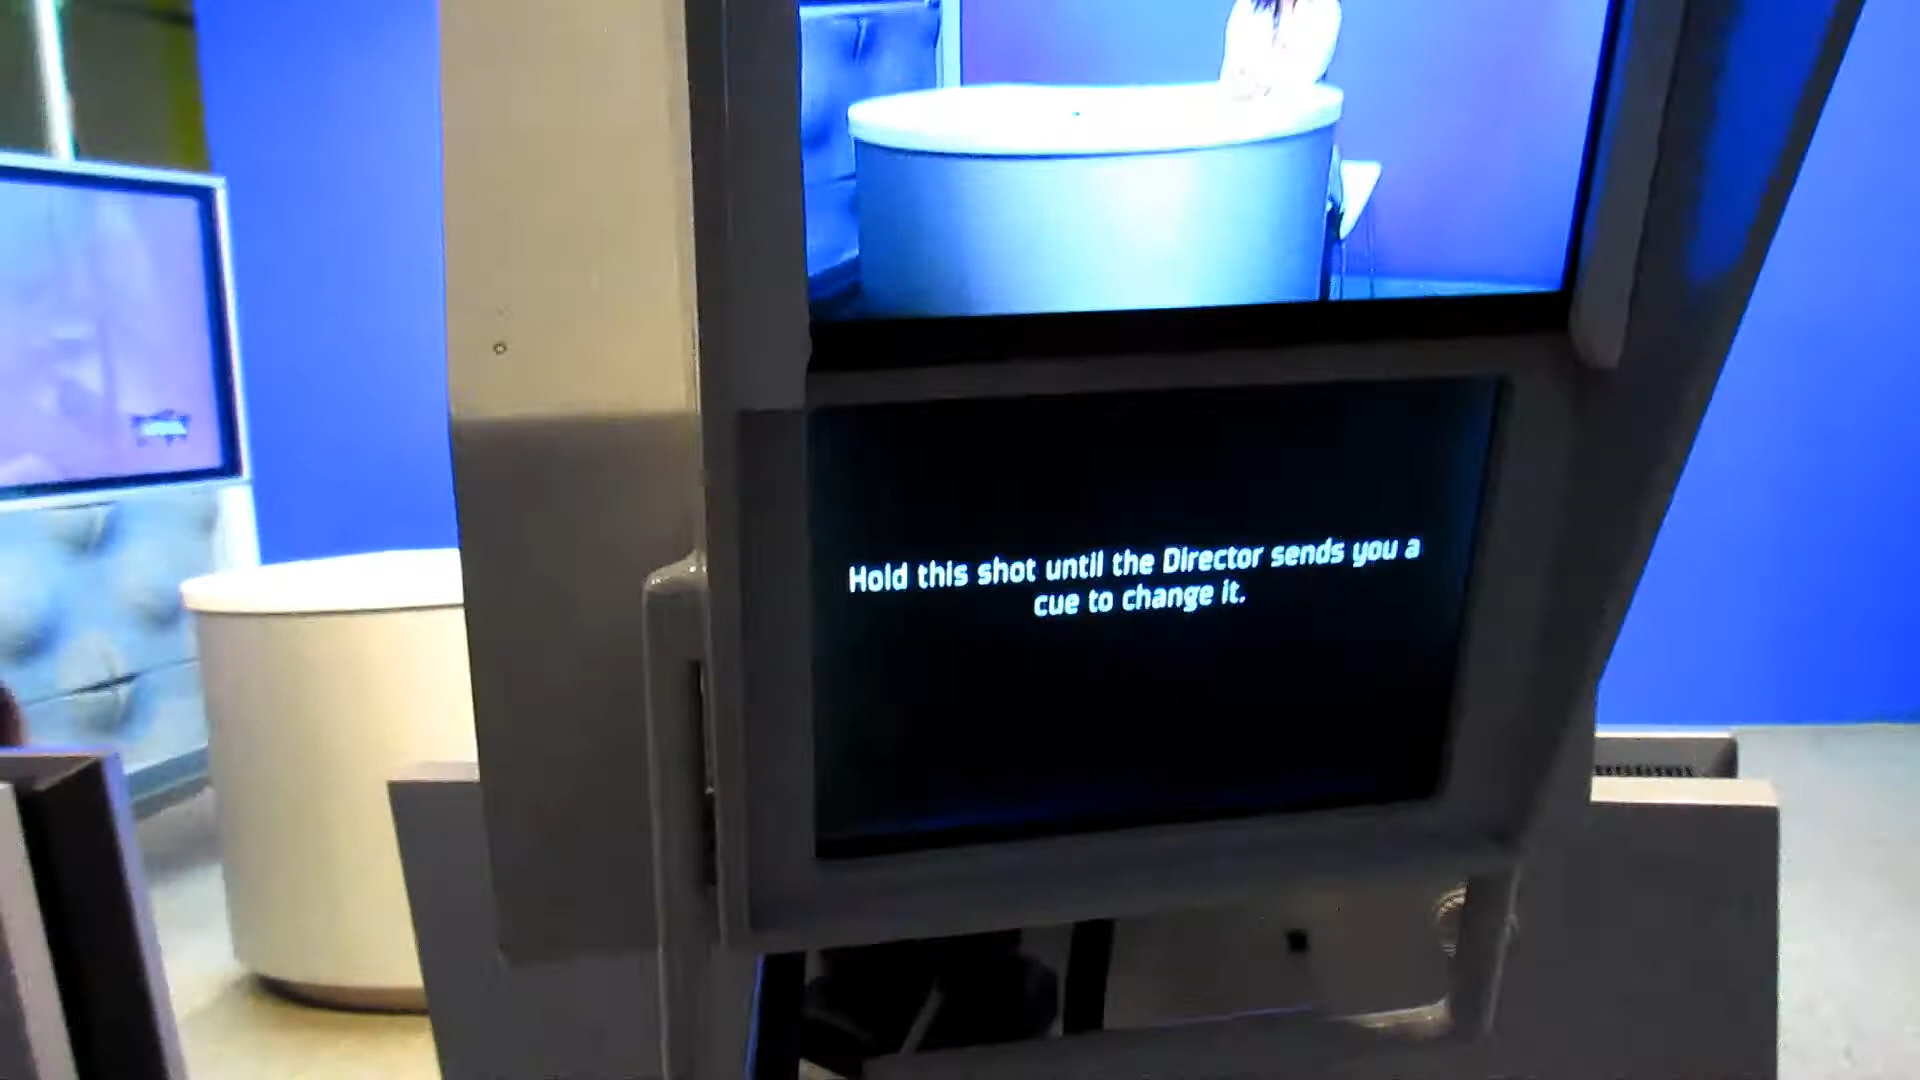 Hold this shot until the Director sends you a
cue to change it.